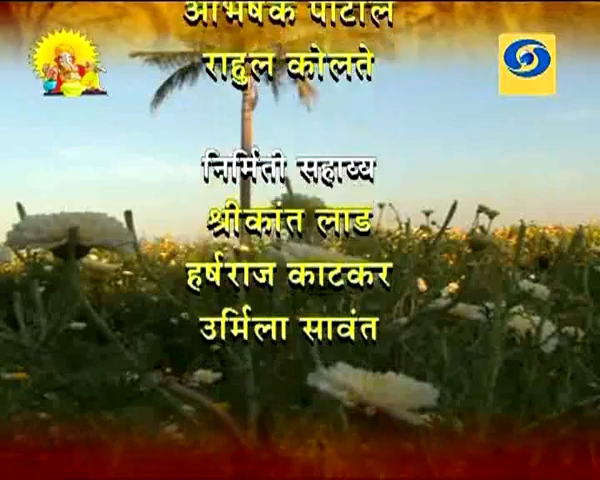 अभिषेक पाटील
राहुल कोलते
निर्मिती सहाय्य
श्रीकांत लाड
हर्षराज काटकर
उर्मिला सावंत